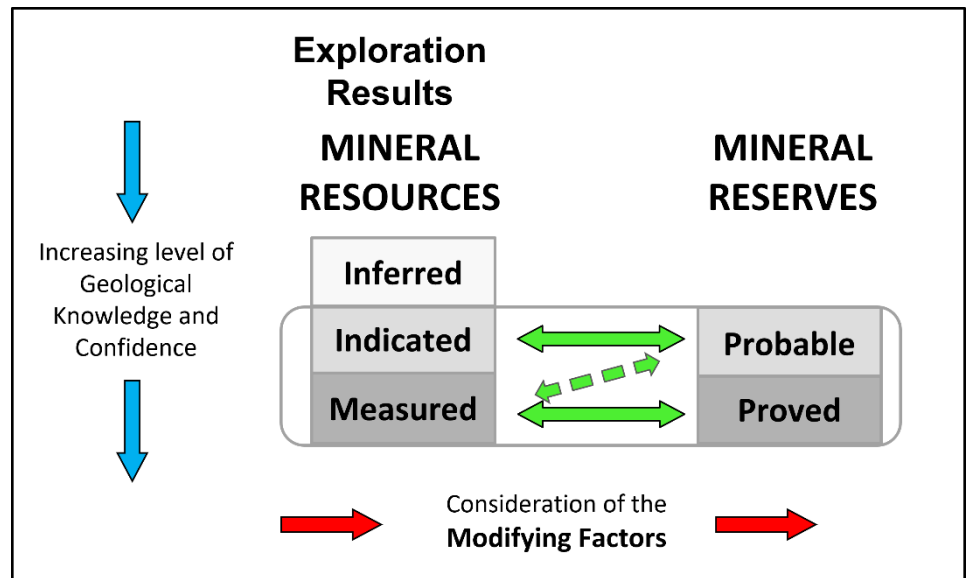 Exploration
Results
MINERAL
RESOURCES
MINERAL
RESERVES
Increasing level of
Geological
Knowledge and
Confidence
Inferred
Indicated
Measured
Probable
Proved
Consideration of the
Modifying Factors